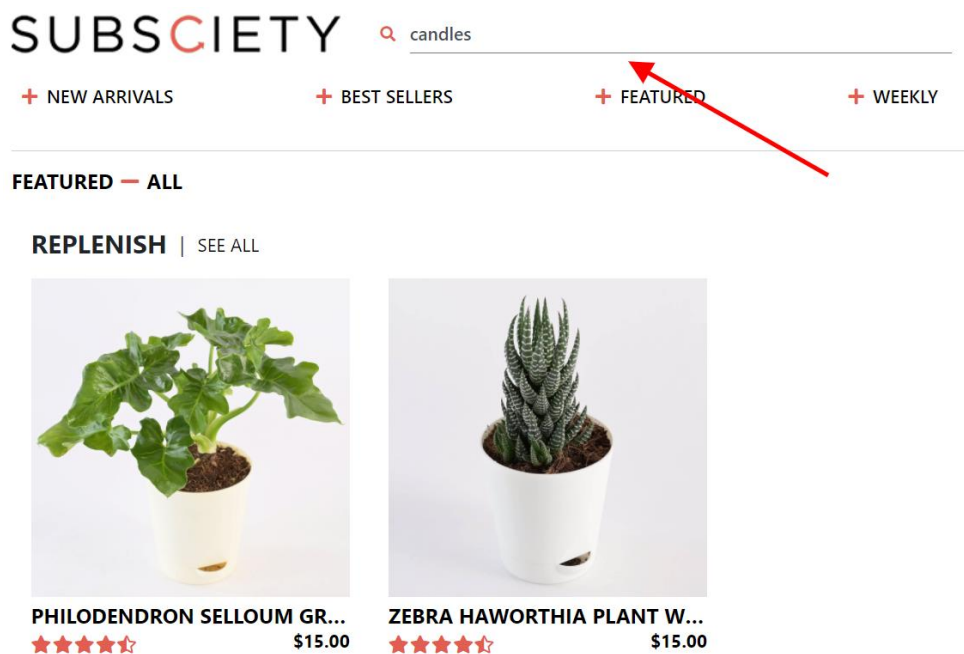 SUBSCIETY
candles
NEW ARRIVALS
BEST SELLERS
FEATURED
WEEKLY
FEATURED — ALL
REPLENISH | SEE ALL
PHILODENDRON SELLOUM GR...
$15.00
ZEBRA HAWORTHIA PLANT W...
$15.00